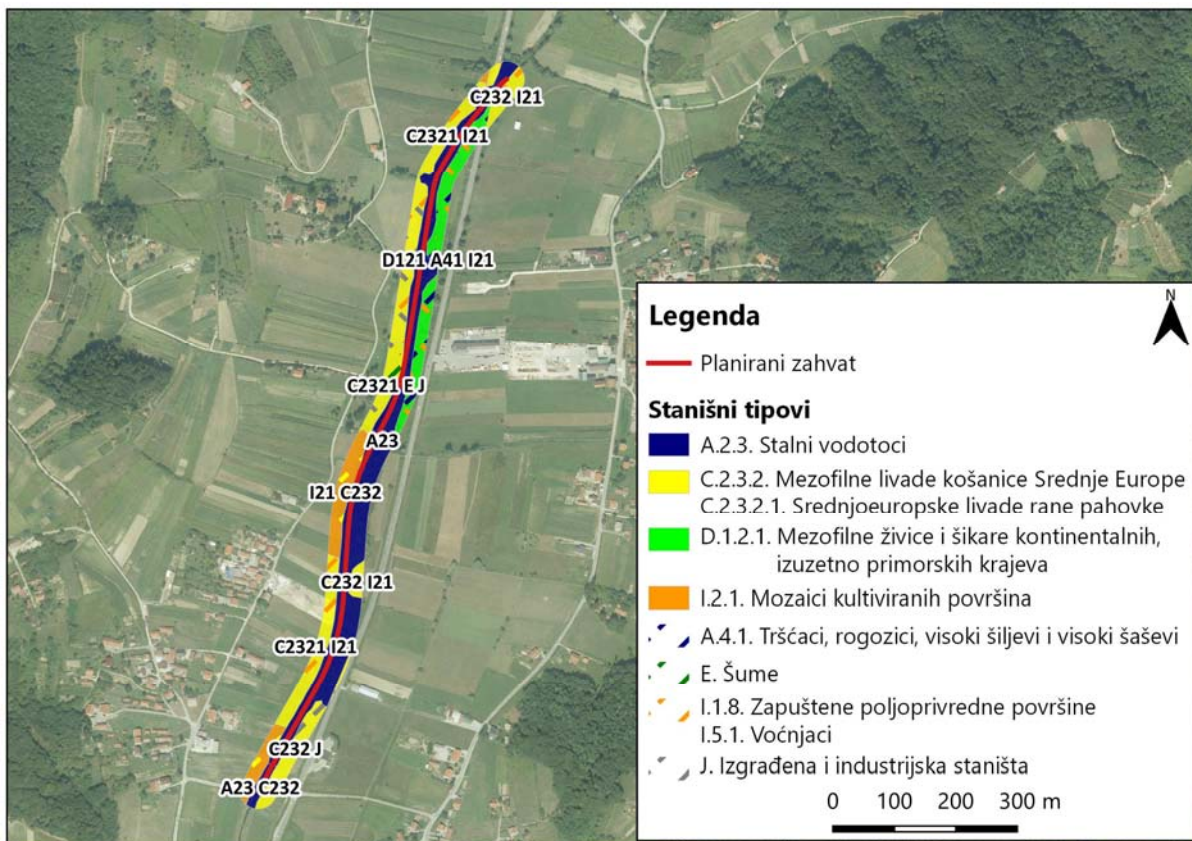 C232 I21
C2321 I21
D121 A41 I21
C2321 E J
A23
I21 C232
C232 I21
C2321 I21
C232 J
A23 C232
N
Legenda
Planirani zahvat
Stanišni tipovi
A.2.3. Stalni vodotoci
C.2.3.2. Mezofilne livade košanice Srednje Europe
C.2.3.2.1. Srednjoeuropske livade rane pahovke
D.1.2.1. Mezofilne živice i šikare kontinentalnih,
izuzetno primorskih krajeva
I.2.1. Mozaici kultiviranih površina
A.4.1. Tršćaci, rogozici, visoki šiljevi i visoki šaševi
E. Šume
I.1.8. Zapuštene poljoprivredne površine
I.5.1. Voćnjaci
J. Izgrađena i industrijska staništa
0 100 200 300 m